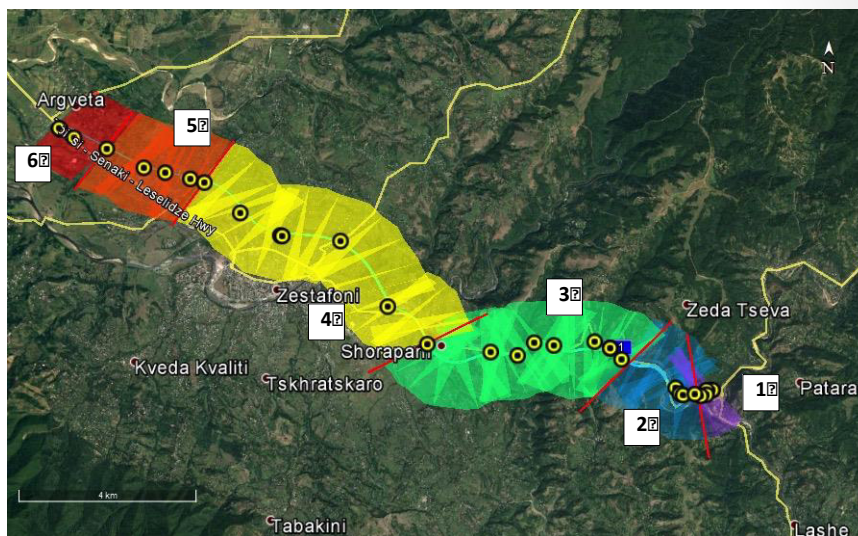 N
Argveta
5
6
Senaki - Leselidze Hwy
3
Zeda Tseva
Zestafoni
4
Shorapani
1
Kveda Kvaliti
Tskhratskaro
1
Patara
2
4 km
Tabakini
Lashe